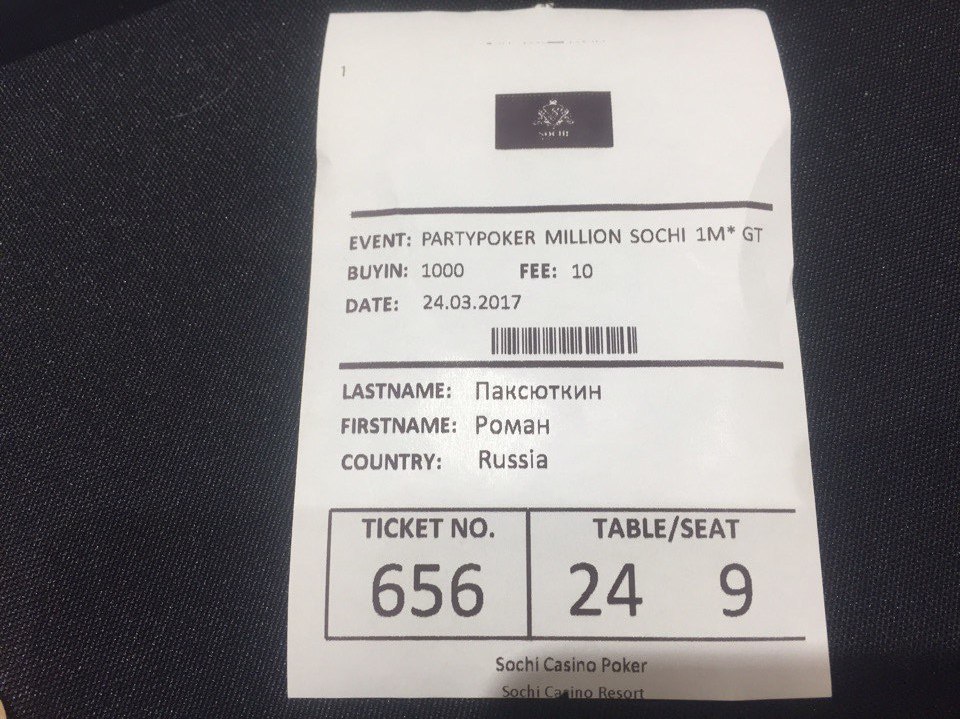 1
SOCHI
EVENT: PARTYPOKER MILLION SOCHI 1M* GT
BUYIN: 1000 FEE: 10
DATE: 24.03.2017
LASTNAME: Паксюткин
FIRSTNAME: Роман
COUNTRY: Russia
TICKET NO. TABLE/SEAT
656 24 9
Sochi Casino Poker
Sochi Casino Resort